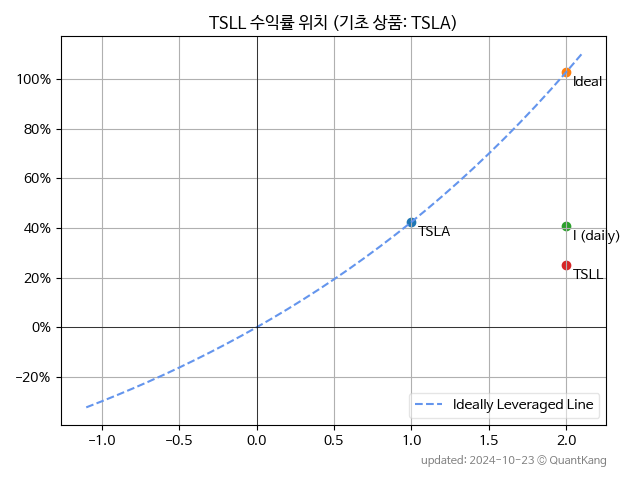 TSLL 수익률 위치 (기초 상품: TSLA)
100%
80%
60%
40%
20%
0%
−20%
Ideal
TSLA
I (daily)
TSLL
Ideally Leveraged Line
−1.0 −0.5 0.0 0.5 1.0 1.5 2.0
updated: 2024-10-23 © QuantKang